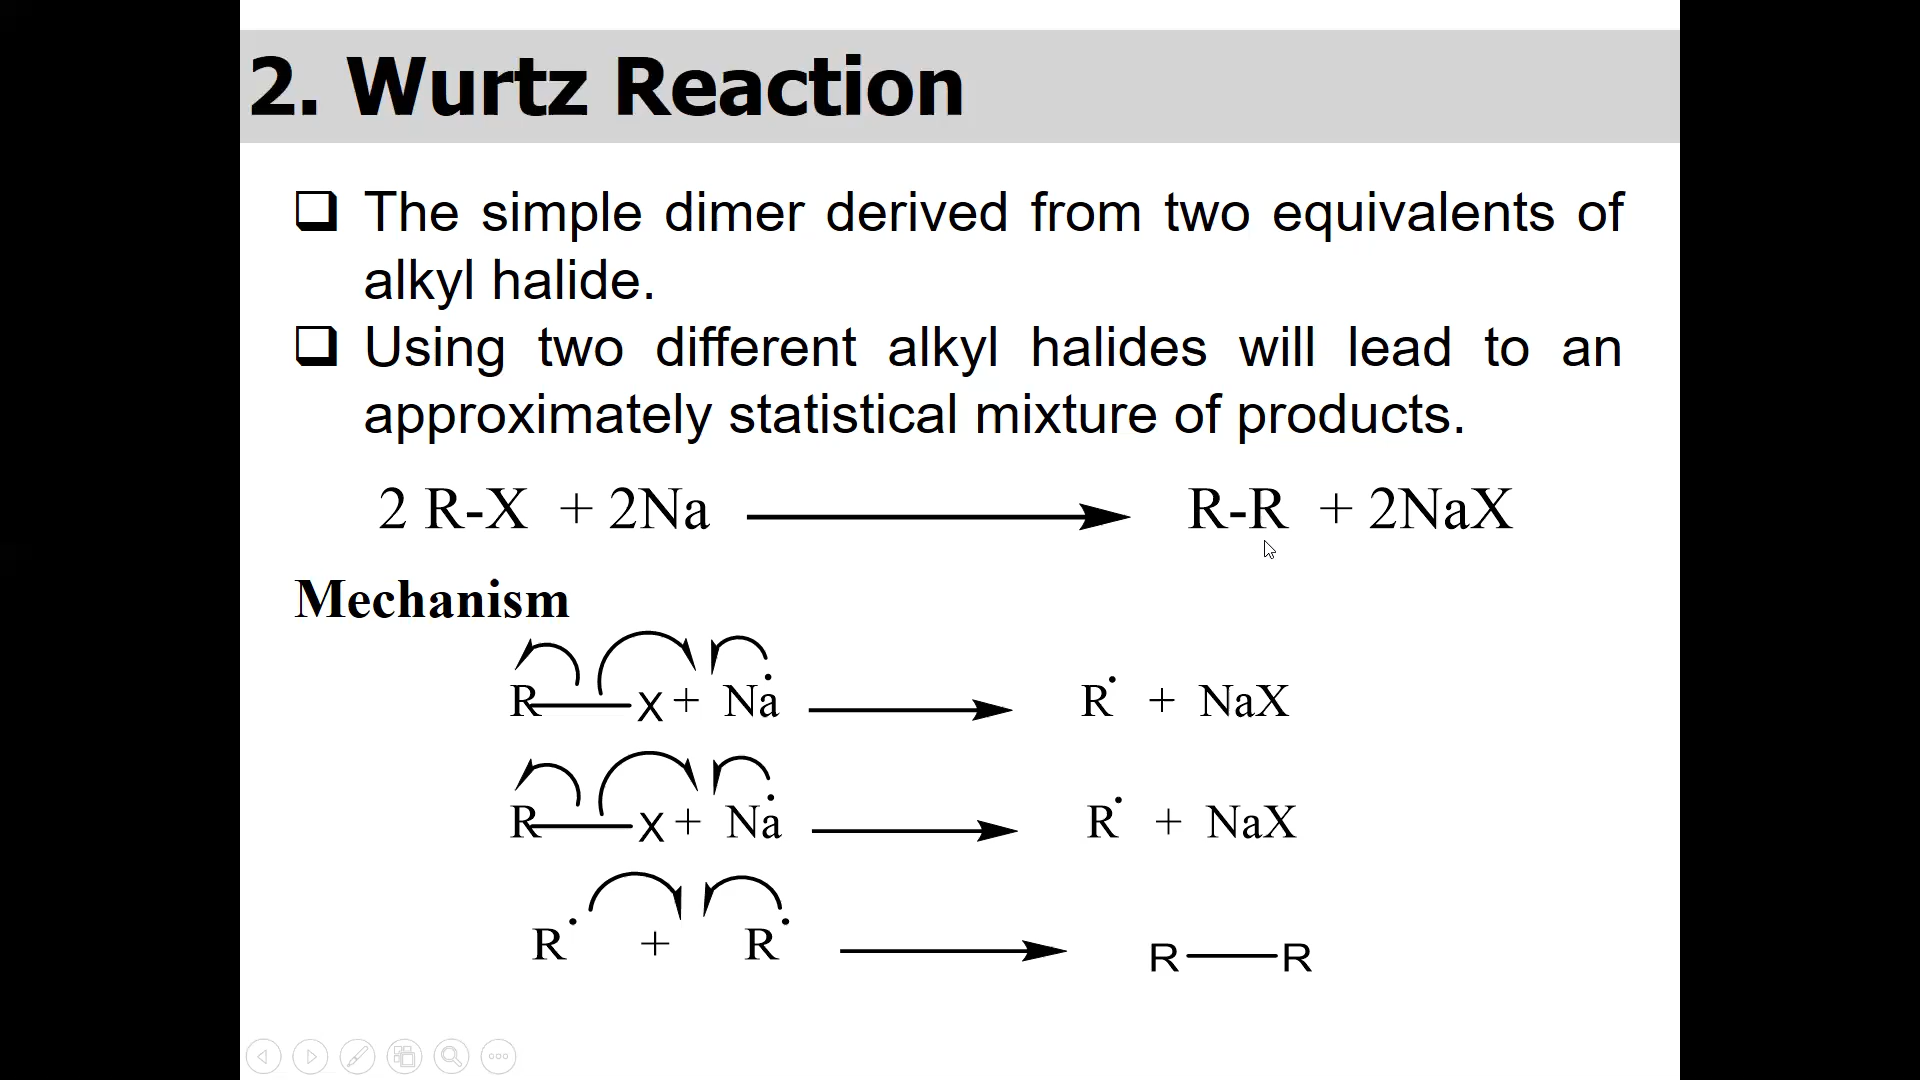 2. Wurtz Reaction
❑ The simple dimer derived from two equivalents of
alkyl halide.
❑ Using two different alkyl halides will lead to an
approximately statistical mixture of products.
2 R-X + 2Na ⟶ R-R + 2NaX
Mechanism
R—X + Na• ⟶ R• + NaX
R—X + Na• ⟶ R• + NaX
R• + R• ⟶ R—R